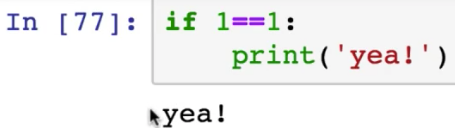 In [77]: if 1==1:
    print('yea!')
yea!